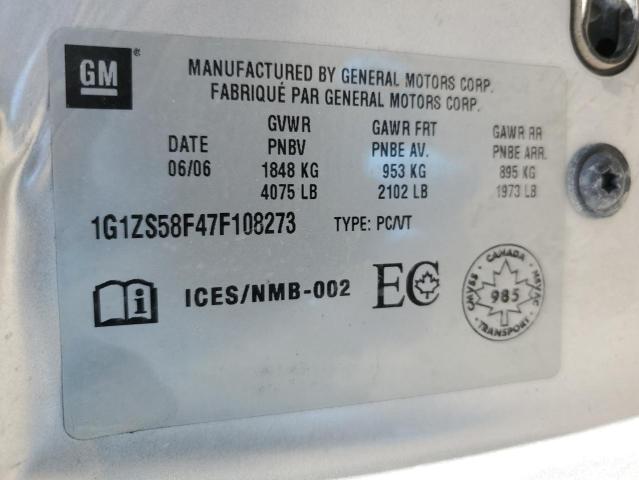 GM
MANUFACTURED BY GENERAL MOTORS CORP.
FABRIQUÉ PAR GENERAL MOTORS CORP.
DATE GVWR GAWR FRT GAWR RR
PNBV PNBE AV. PNBE ARR.
06/06 1848 KG 953 KG 895 KG
4075 LB 2102 LB 1973 LB
1G1ZS58F47F108273 TYPE: PC/VT
i ICES/NMB-002 EC
CANADA
CMVSS NSVAC
985
TRANSPORT